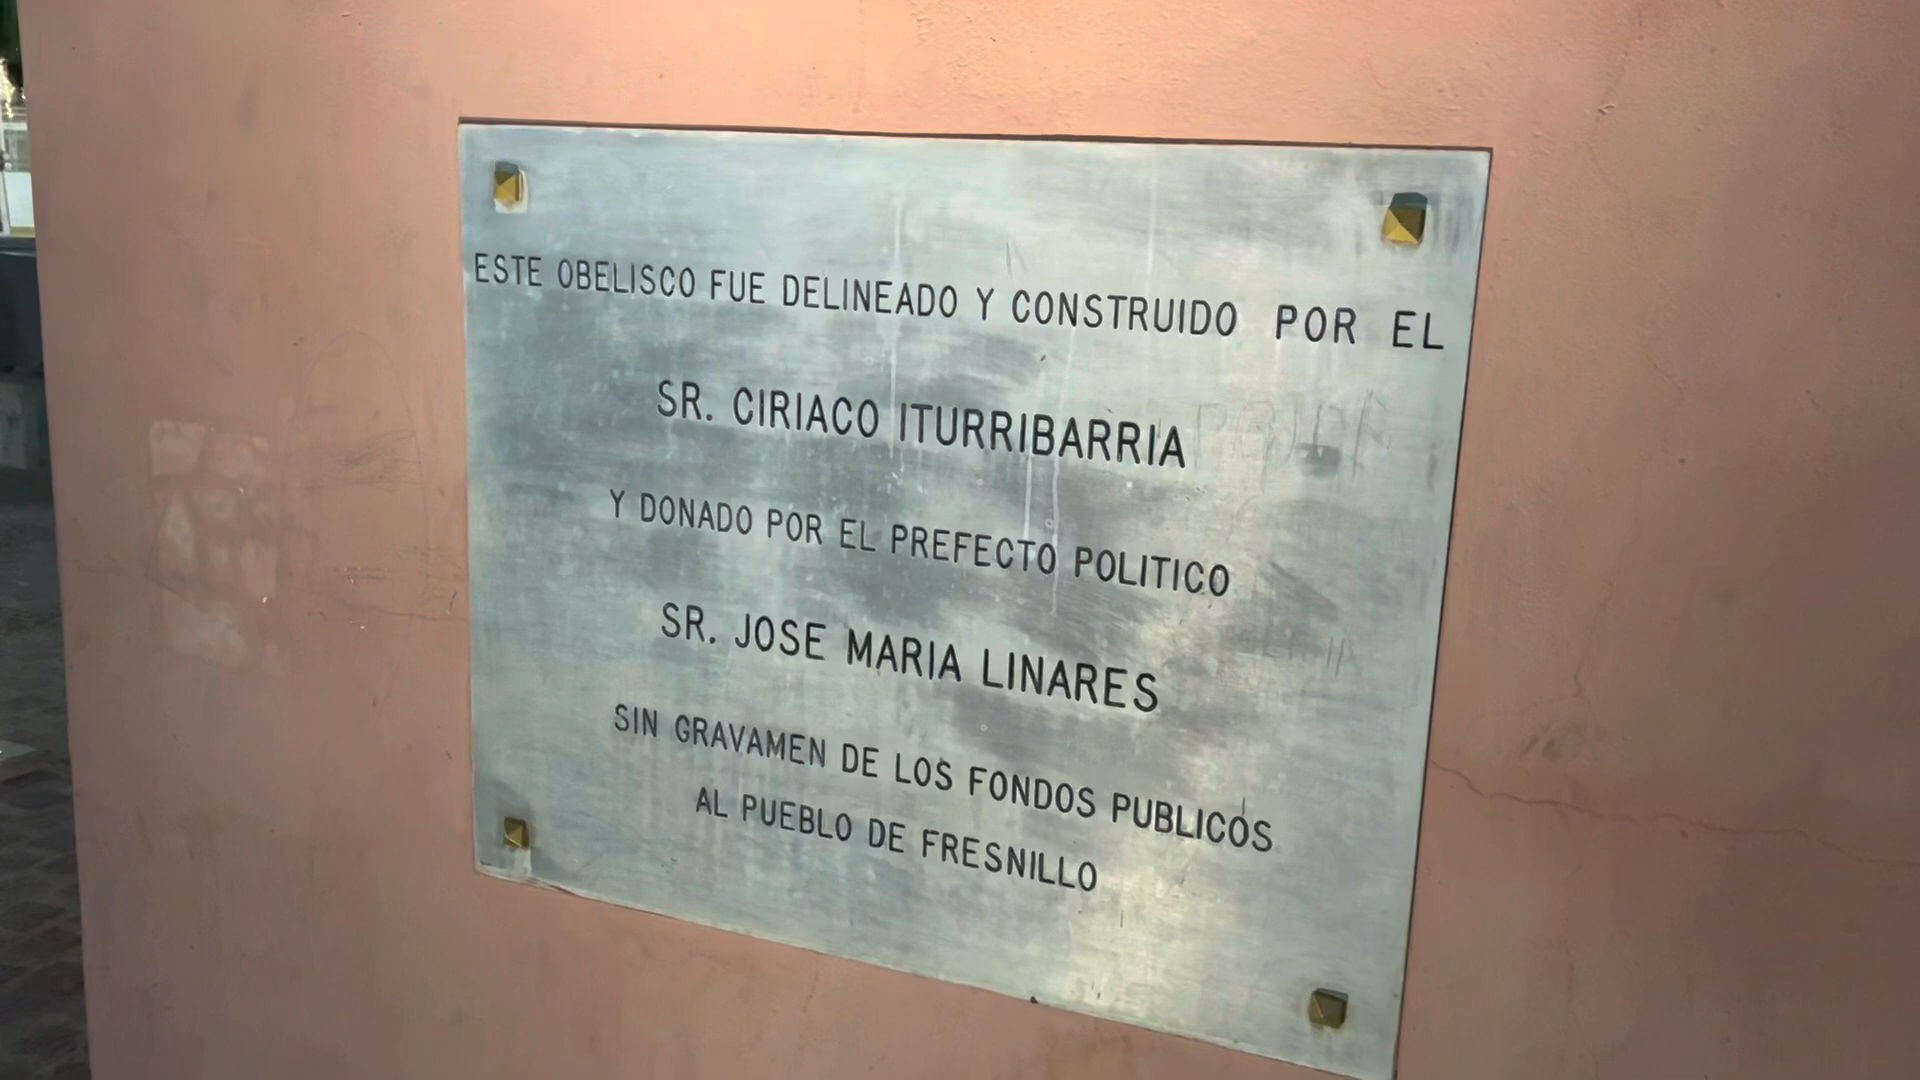 ESTE OBELISCO FUE DELINEADO Y CONSTRUIDO POR EL
SR. CIRIACO ITURRIBARRIA
Y DONADO POR EL PREFECTO POLITICO
SR. JOSE MARIA LINARES
SIN GRAVAMEN DE LOS FONDOS PUBLICOS
AL PUEBLO DE FRESNILLO